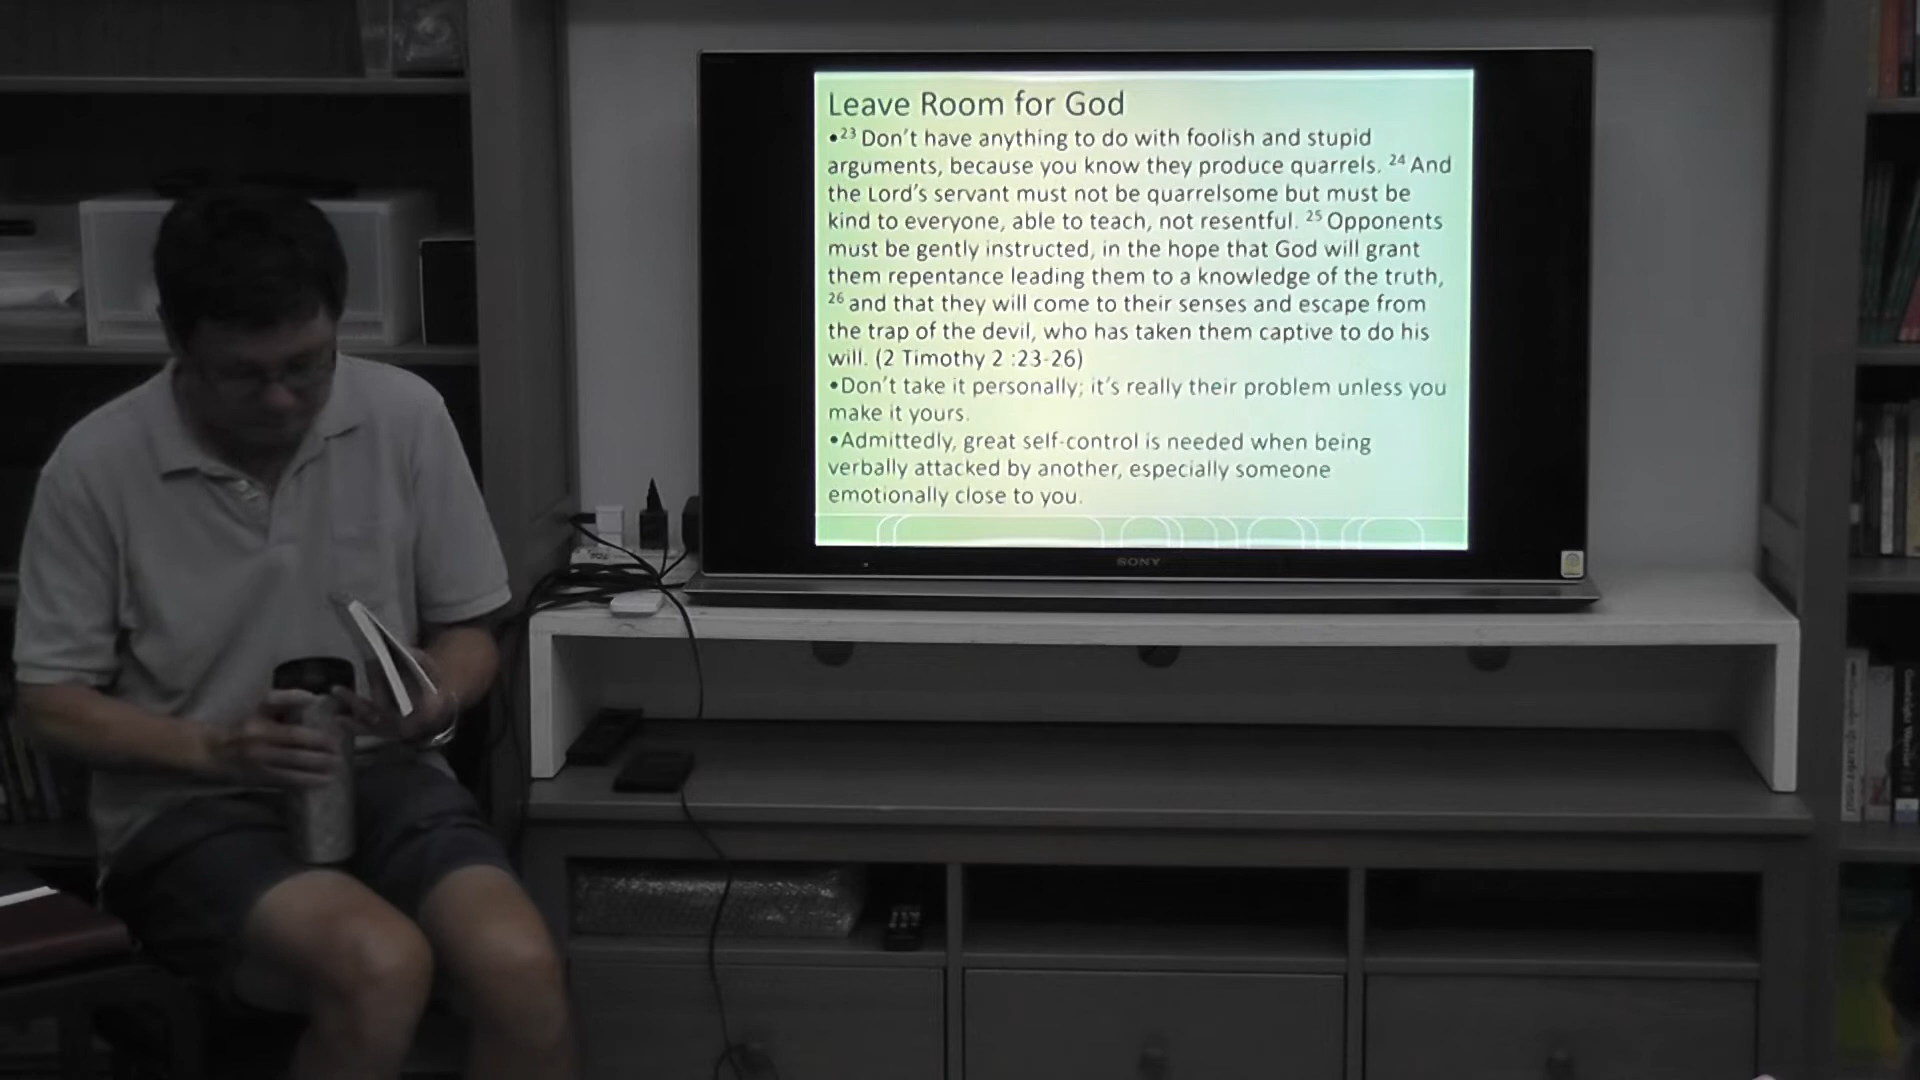 Leave Room for God
•²³ Don't have anything to do with foolish and stupid
arguments, because you know they produce quarrels. ²⁴ And
the Lord's servant must not be quarrelsome but must be
kind to everyone, able to teach, not resentful. ²⁵ Opponents
must be gently instructed, in the hope that God will grant
them repentance leading them to a knowledge of the truth,
²⁶ and that they will come to their senses and escape from
the trap of the devil, who has taken them captive to do his
will. (2 Timothy 2 :23-26)
•Don't take it personally; it's really their problem unless you
make it yours.
•Admittedly, great self-control is needed when being
verbally attacked by another, especially someone
emotionally close to you.
SONY